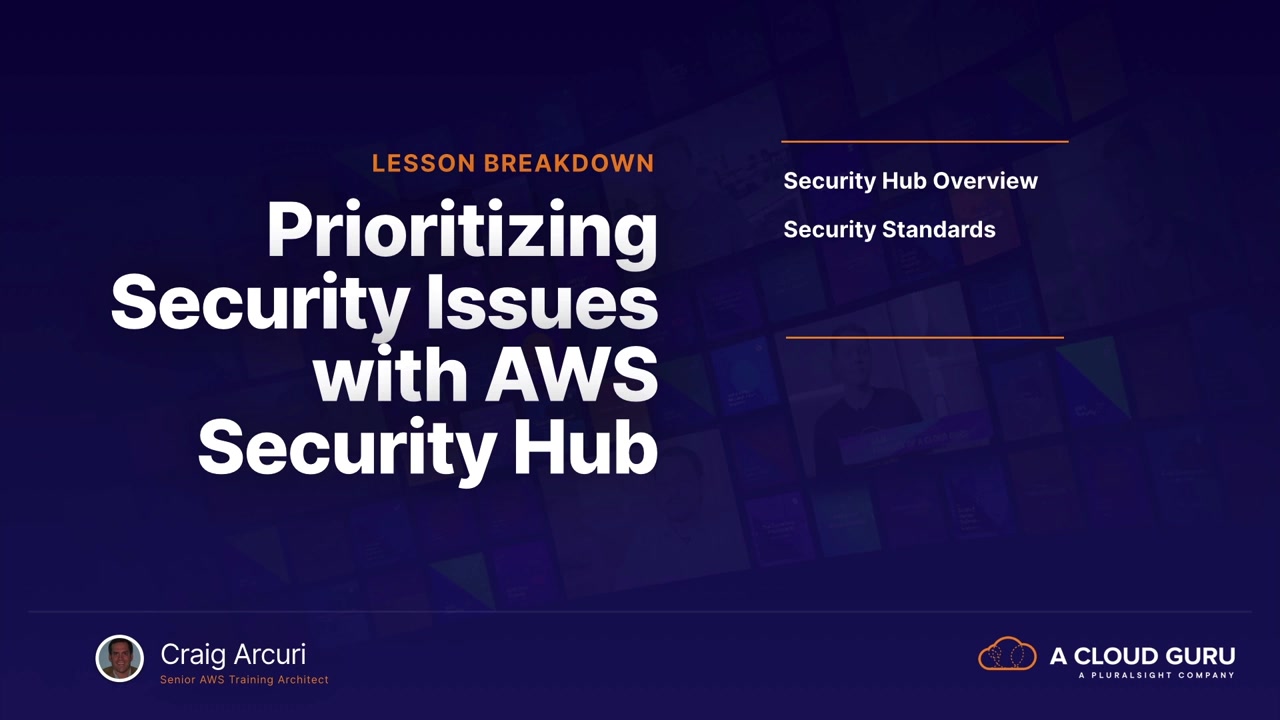 LESSON BREAKDOWN
Prioritizing
Security Issues
with AWS
Security Hub
Security Hub Overview
Security Standards
Craig Arcuri
Senior AWS Training Architect
A CLOUD GURU
A PLURALSIGHT COMPANY